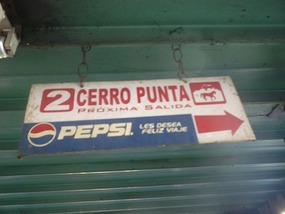 2 CERRO PUNTA
PRÓXIMA SALIDA
PEPSI. LES DESEA
FELIZ VIAJE